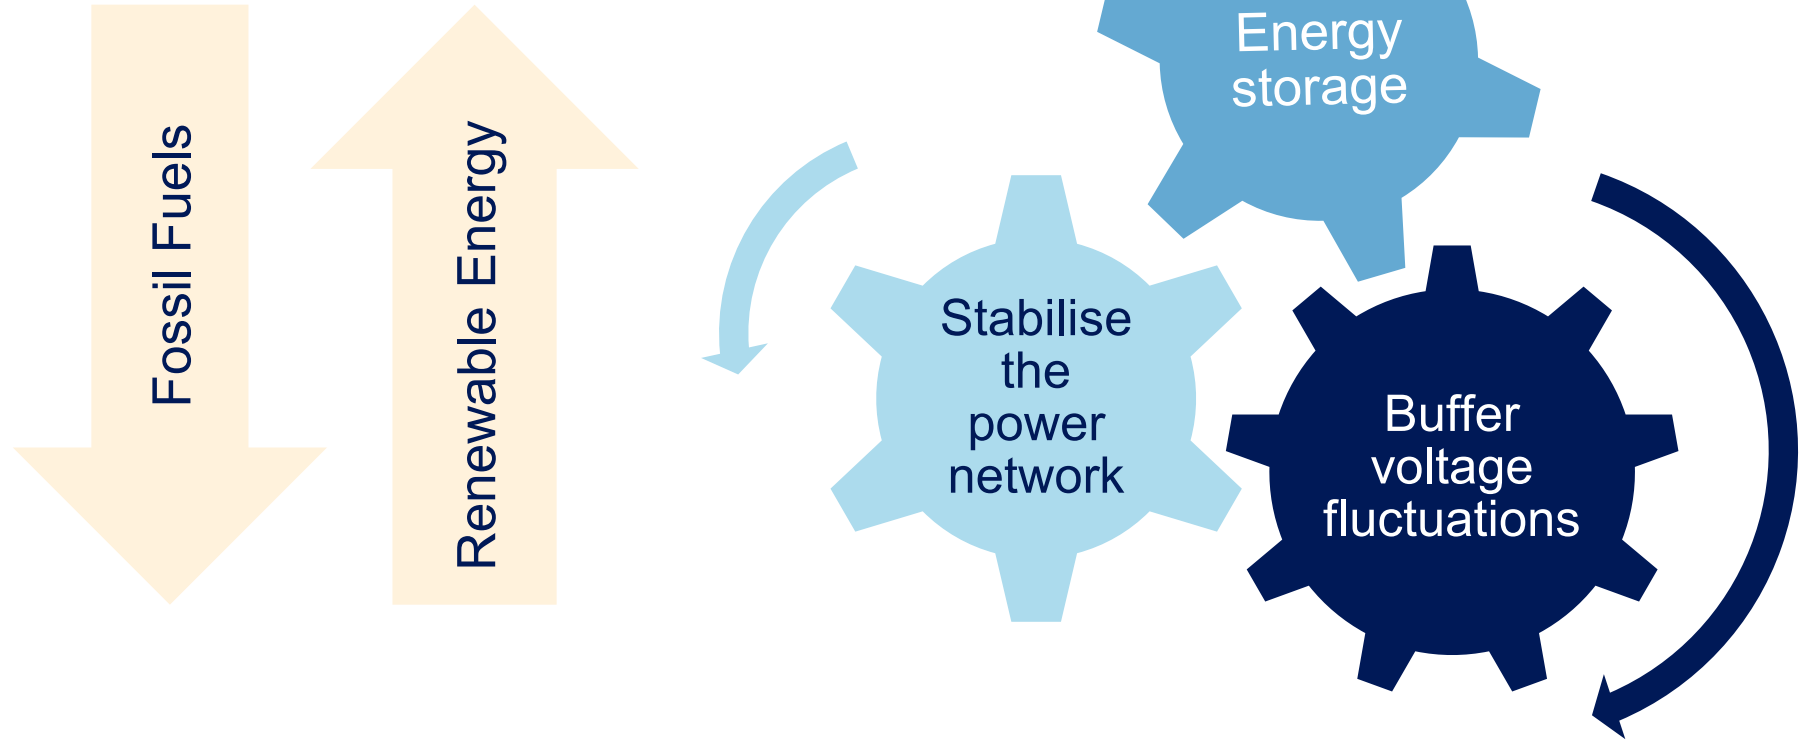 Fossil Fuels
Renewable Energy
Energy
storage
Stabilise
the
power
network
Buffer
voltage
fluctuations